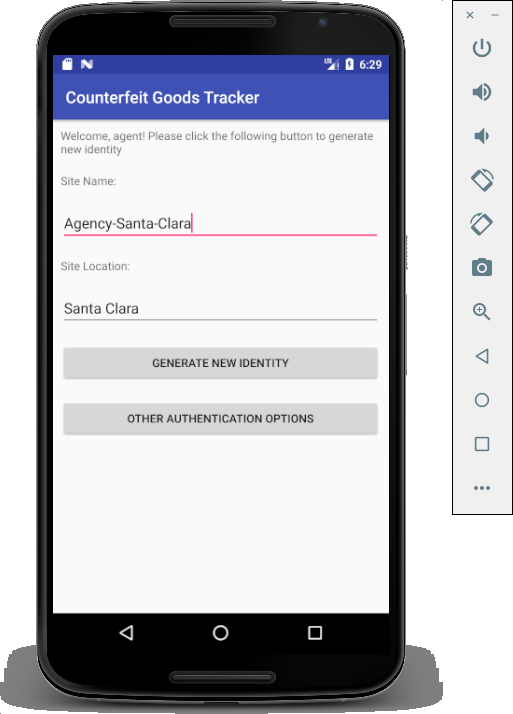 6:29
Counterfeit Goods Tracker
Welcome, agent! Please click the following button to generate
new identity
Site Name:
Agency-Santa-Clara
Site Location:
Santa Clara
GENERATE NEW IDENTITY
OTHER AUTHENTICATION OPTIONS